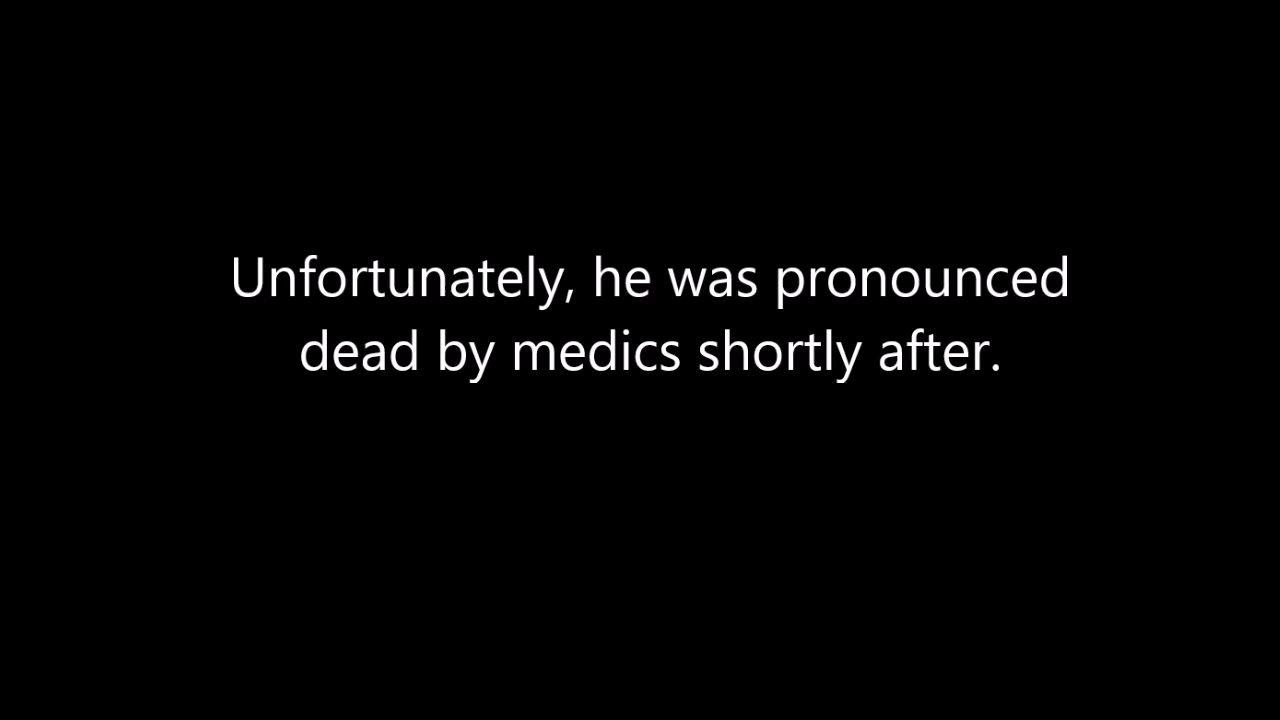 Unfortunately, he was pronounced
dead by medics shortly after.